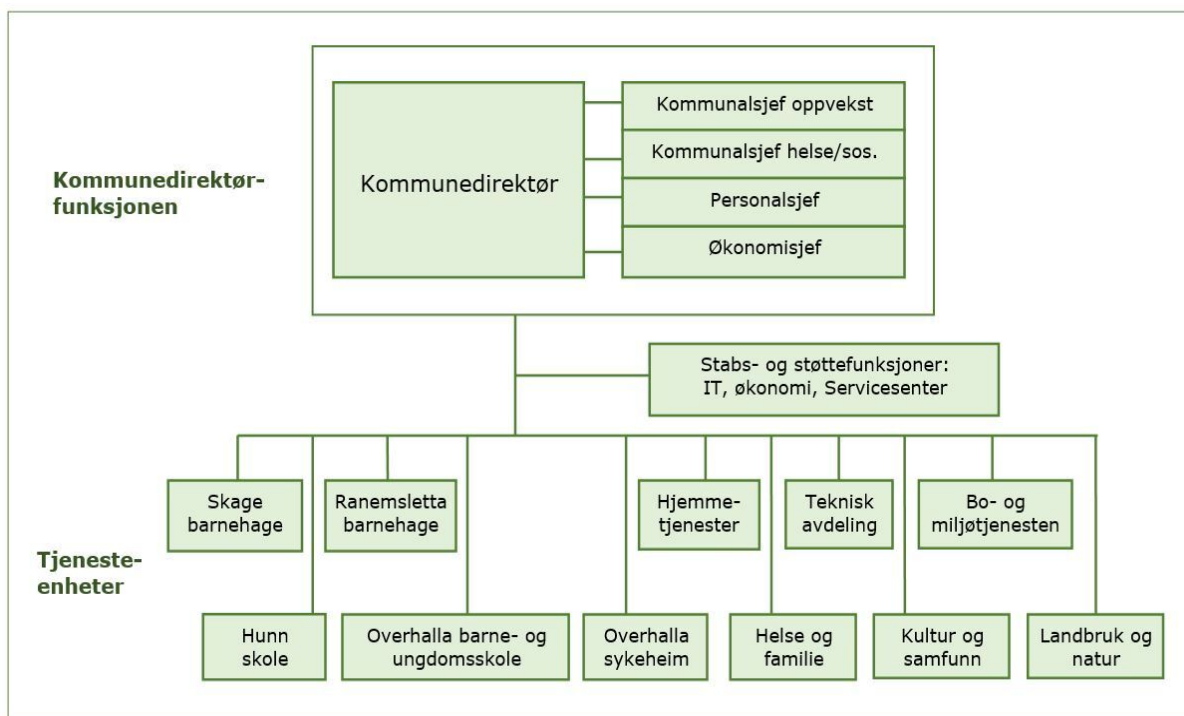 Kommunedirektør-
funksjonen
Kommunedirektør
Kommunalsjef oppvekst
Kommunalsjef helse/sos.
Personalsjef
Økonomisjef
Stabs- og støttefunksjoner:
IT, økonomi, Servicesenter
Tjeneste-
enheter
Skage
barnehage
Ranemsletta
barnehage
Hjemme-
tjenester
Teknisk
avdeling
Bo- og
miljøtjenesten
Hunn
skole
Overhalla barne- og
ungdomsskole
Overhalla
sykeheim
Helse og
familie
Kultur og
samfunn
Landbruk og
natur